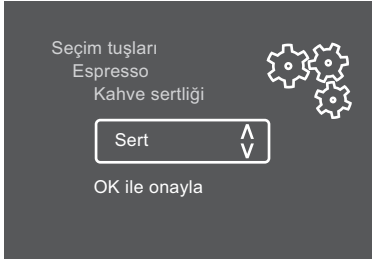 Seçim tuşları
Espresso
Kahve sertliği
Sert
OK ile onayla